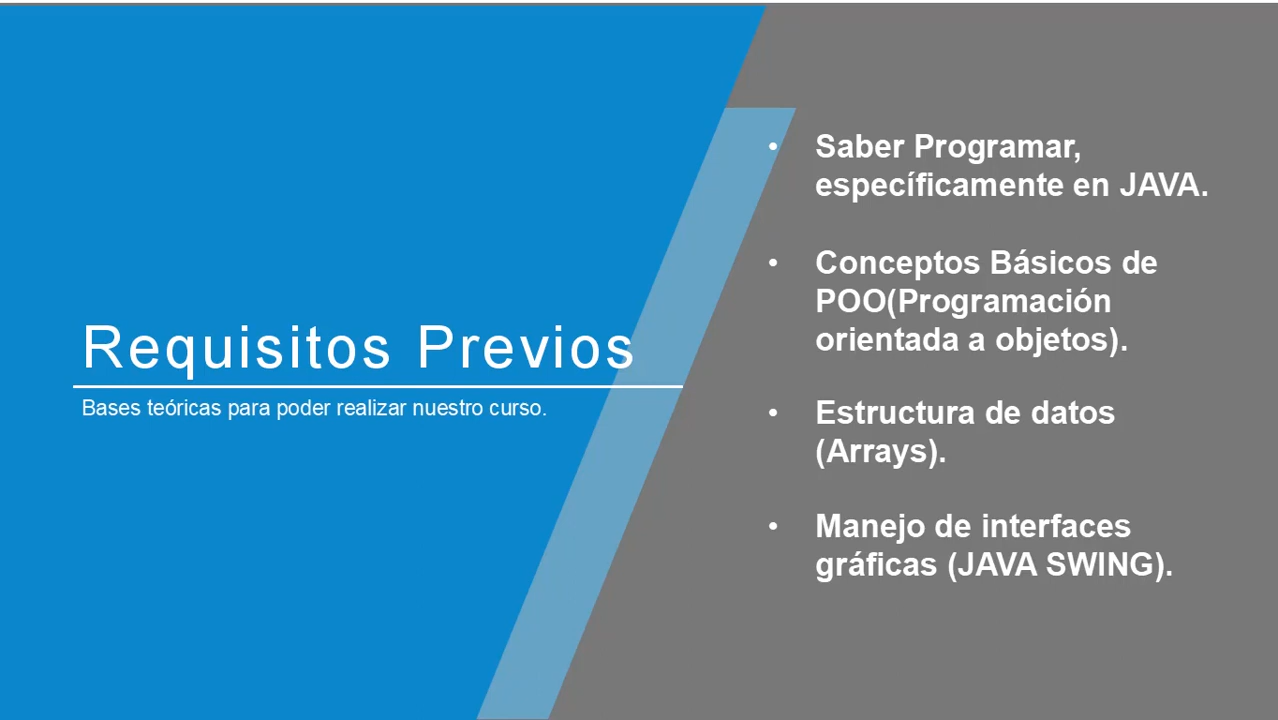 Requisitos Previos
Bases teóricas para poder realizar nuestro curso.
• Saber Programar,
específicamente en JAVA.
• Conceptos Básicos de
POO(Programación
orientada a objetos).
• Estructura de datos
(Arrays).
• Manejo de interfaces
gráficas (JAVA SWING).